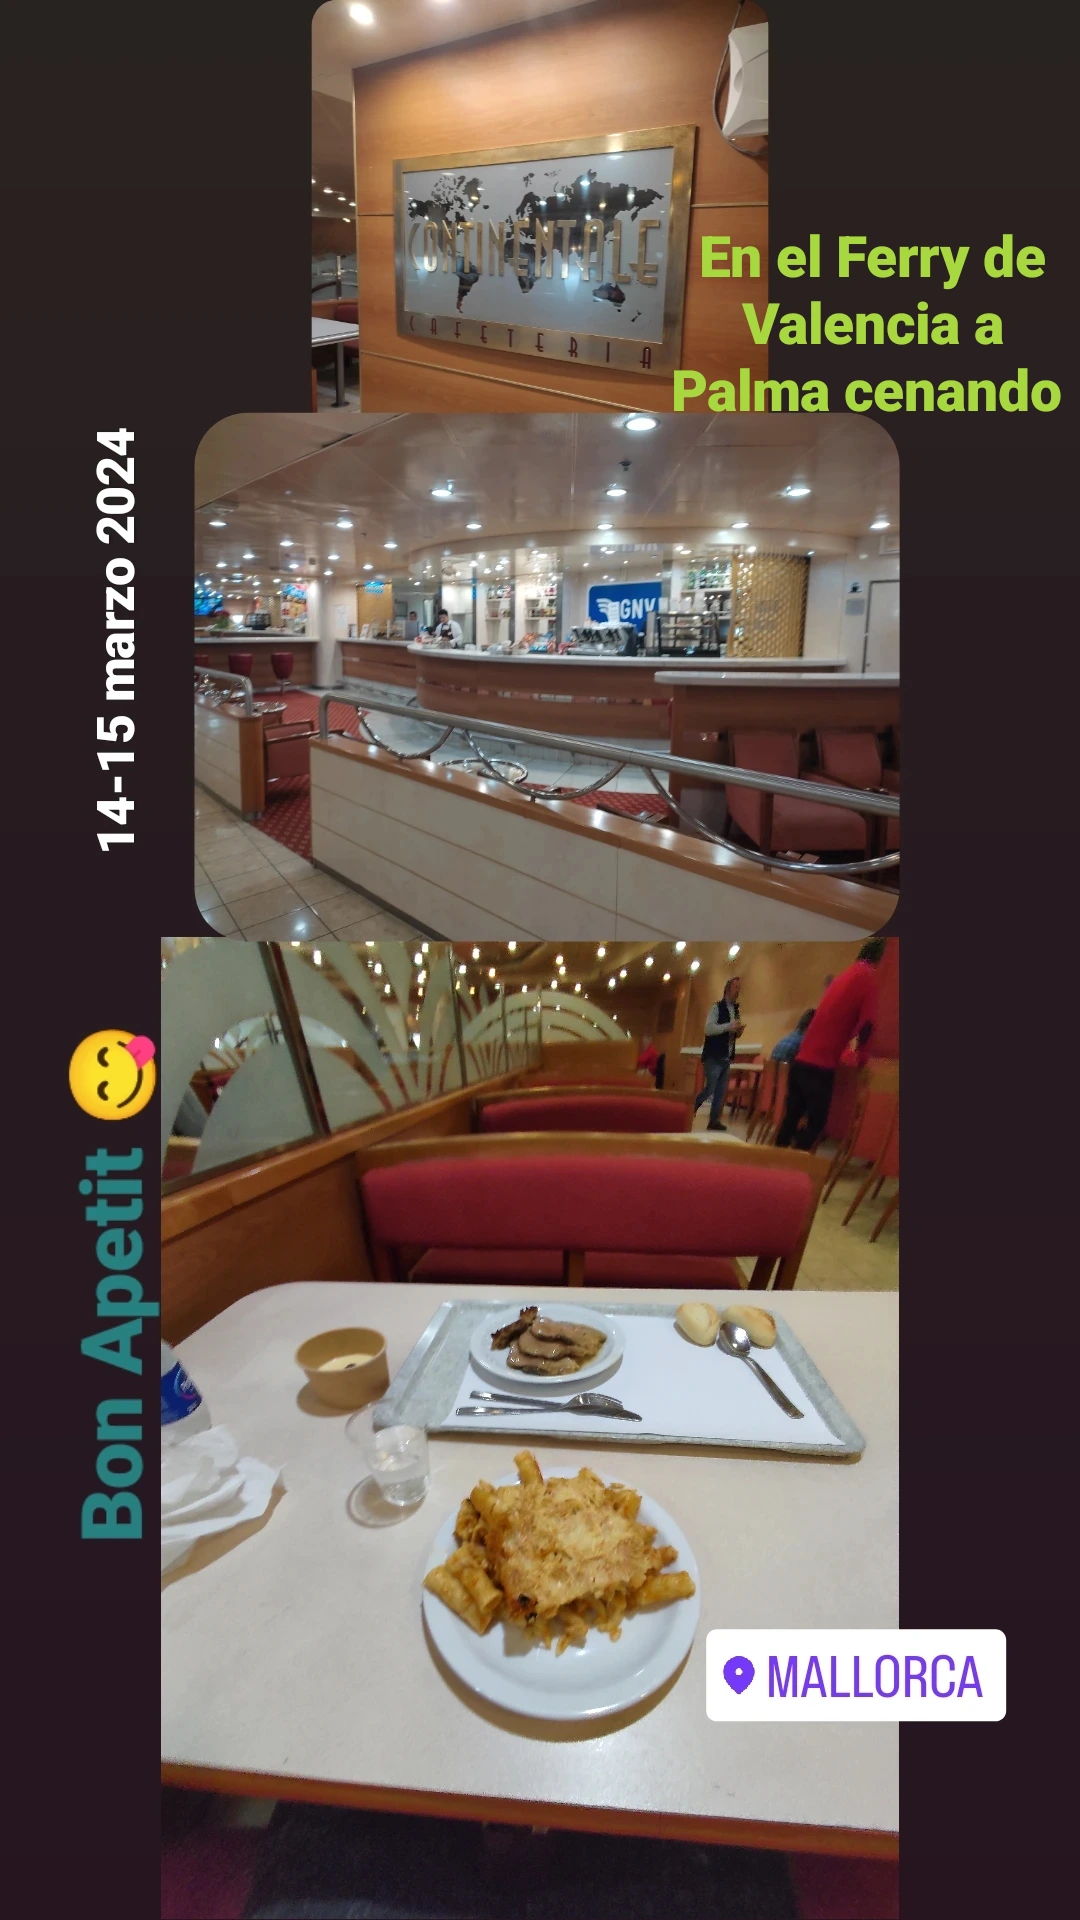 CONTINENTALE
CAFETERIA
En el Ferry de
Valencia a
Palma cenando
14-15 marzo 2024
GNV
Bon Apetit 😋
MALLORCA